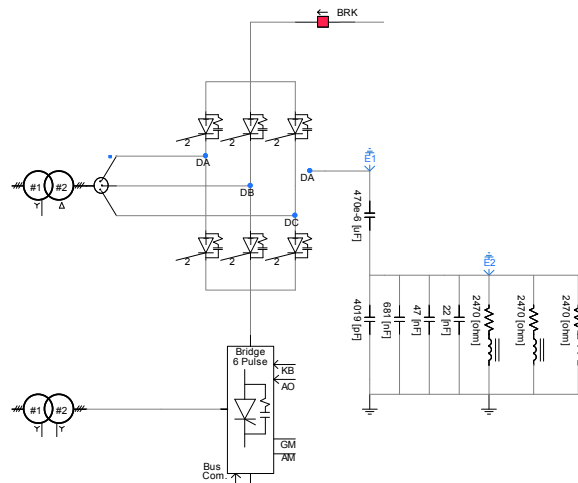 BRK
2
2
2
DA
DB
DC
2
2
2
#1
#2
Y
Δ
DA
E1
470e-6 [uF]
E2
4019 [pF]
681 [nF]
47 [nF]
22 [nF]
2470 [ohm]
2470 [ohm]
2470 [ohm]
Bridge
6 Pulse
KB
AO
GM
AM
Bus
Com.
#1
#2
Y
Y